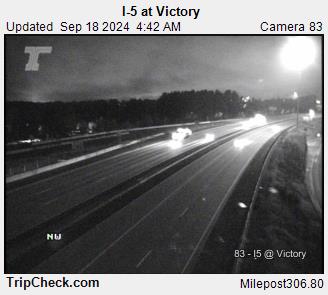 I-5 at Victory
Updated Sep 18 2024 4:42 AM Camera 83
T
NW
83 - I5 @ Victory
TripCheck.com Milepost306.80